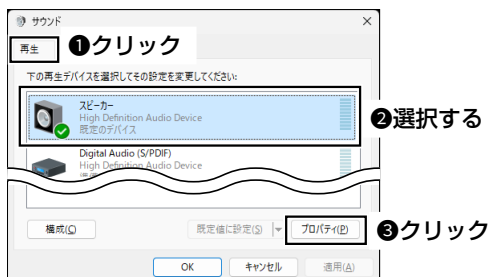 サウンド
再生
❶クリック
下の再生デバイスを選択してその設定を変更してください:
スピーカー
High Definition Audio Device
既定のデバイス
❷選択する
Digital Audio (S/PDIF)
High Definition Audio Device
構成(C)
既定値に設定(S)
プロパティ(P)
❸クリック
OK
キャンセル
適用(A)